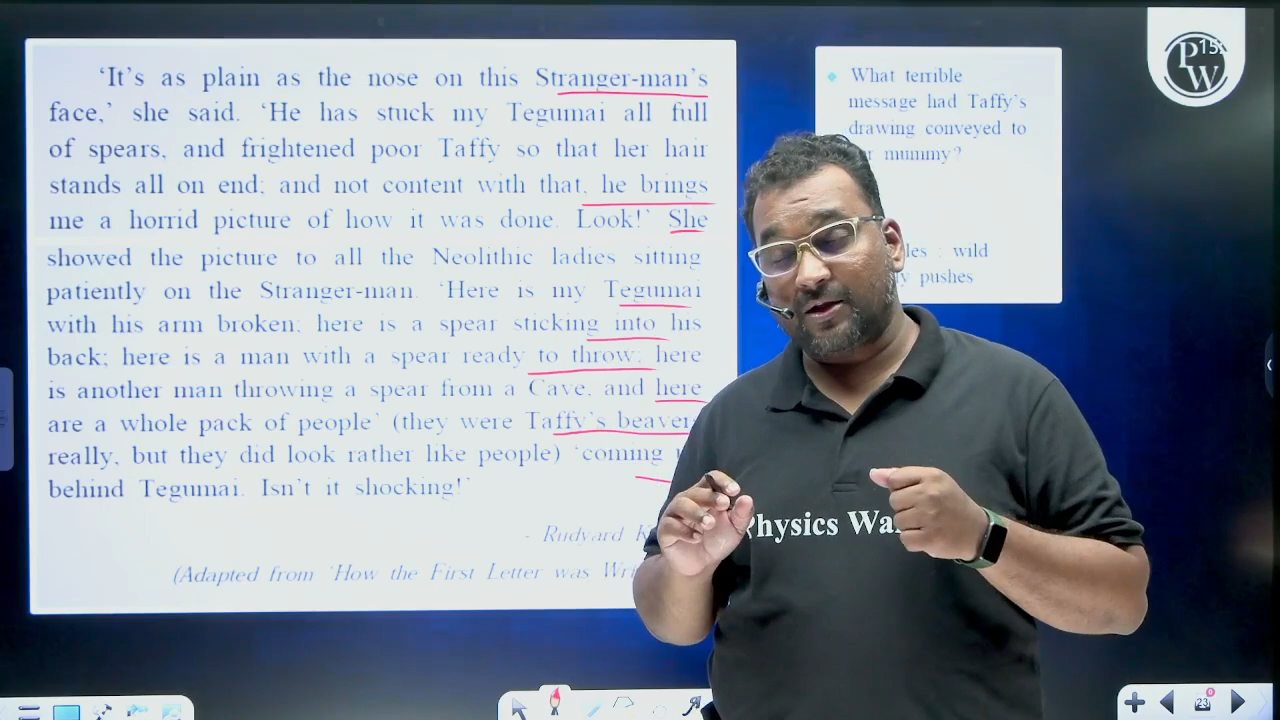 ‘It's as plain as the nose on this Stranger-man's
face,’ she said. ‘He has stuck my Tegumai all full
of spears, and frightened poor Taffy so that her hair
stands all on end; and not content with that, he brings
me a horrid picture of how it was done. Look!’ She
showed the picture to all the Neolithic ladies sitting
patiently on the Stranger-man. ‘Here is my Tegumai
with his arm broken; here is a spear sticking into his
back; here is a man with a spear ready to throw; here
is another man throwing a spear from a Cave, and here
are a whole pack of people’ (they were Taffy's beavers
really, but they did look rather like people) ‘coming
behind Tegumai. Isn't it shocking!’
- Rudyard
(Adapted from ‘How the First Letter was
What terrible
message had Taffy's
drawing conveyed to
mummy?
: wild
pushes
PW
15
Physics
23